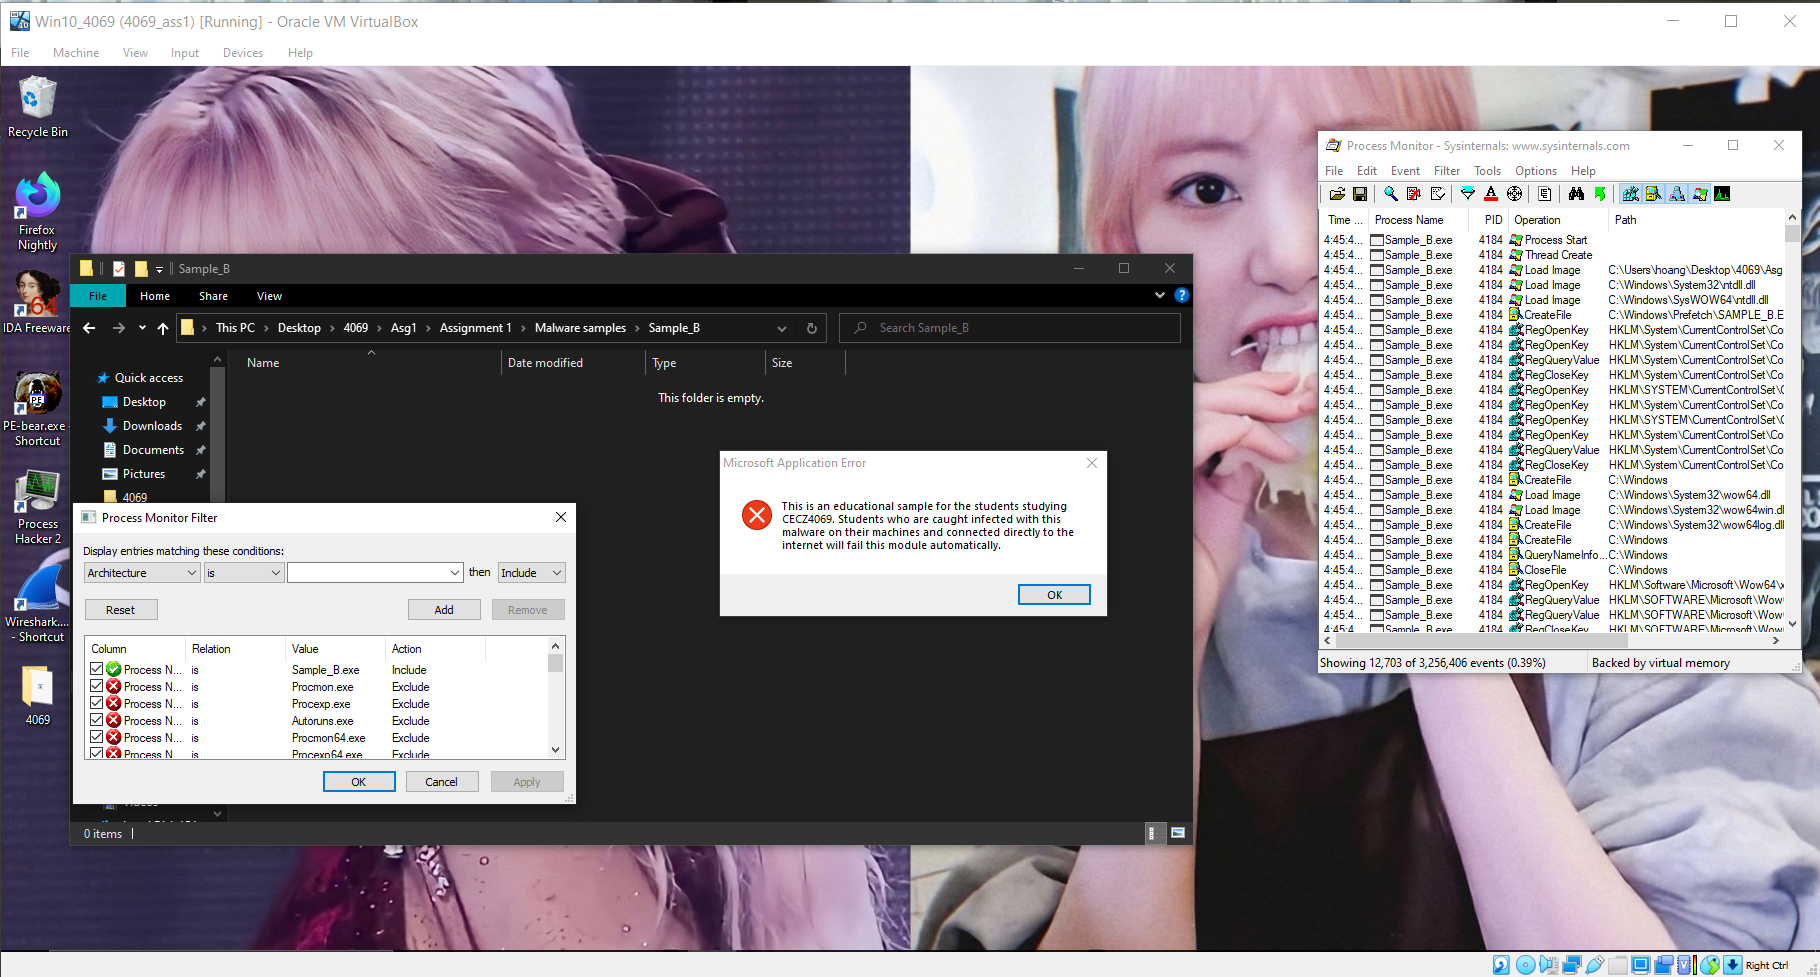 Win10_4069 (4069_ass1) [Running] - Oracle VM VirtualBox
File Machine View Input Devices Help
Recycle Bin
Firefox
Nightly
64
IDA Freeware
PE
PE-bear.exe -
Shortcut
Process
Hacker 2
Wireshark....
- Shortcut
4069
Sample_B
File Home Share View
This PC Desktop 4069 Asg1 Assignment 1 Malware samples Sample_B
Search Sample_B
Name Date modified Type Size
This folder is empty.
Quick access
Desktop
Downloads
Documents
Pictures
4069
0 items
Process Monitor Filter
Display entries matching these conditions:
Architecture is then Include
Reset Add Remove
Column Relation Value Action
Process N... is Sample_B.exe Include
Process N... is Procmon.exe Exclude
Process N... is Procexp.exe Exclude
Process N... is Autoruns.exe Exclude
Process N... is Procmon64.exe Exclude
Process N is Procexp64.exe Exclude
OK Cancel Apply
Microsoft Application Error
This is an educational sample for the students studying
CECZ4069. Students who are caught infected with this
malware on their machines and connected directly to the
internet will fail this module automatically.
OK
Process Monitor - Sysinternals: www.sysinternals.com
File Edit Event Filter Tools Options Help
Time ... Process Name PID Operation Path
4:45:4... Sample_B.exe 4184 Process Start
4:45:4... Sample_B.exe 4184 Thread Create
4:45:4... Sample_B.exe 4184 Load Image C:\Users\hoang\Desktop\4069\Asg
4:45:4... Sample_B.exe 4184 Load Image C:\Windows\System32\ntdll.dll
4:45:4... Sample_B.exe 4184 Load Image C:\Windows\SysWOW64\ntdll.dll
4:45:4... Sample_B.exe 4184 CreateFile C:\Windows\Prefetch\SAMPLE_B.E
4:45:4... Sample_B.exe 4184 RegOpenKey HKLM\System\CurrentControlSet\Co
4:45:4... Sample_B.exe 4184 RegOpenKey HKLM\System\CurrentControlSet\Co
4:45:4... Sample_B.exe 4184 RegQueryValue HKLM\System\CurrentControlSet\Co
4:45:4... Sample_B.exe 4184 RegCloseKey HKLM\System\CurrentControlSet\Co
4:45:4... Sample_B.exe 4184 RegOpenKey HKLM\SYSTEM\CurrentControlSet\C
4:45:4... Sample_B.exe 4184 RegOpenKey HKLM\System\CurrentControlSet\Co
4:45:4... Sample_B.exe 4184 RegOpenKey HKLM\SYSTEM\CurrentControlSet\C
4:45:4... Sample_B.exe 4184 RegOpenKey HKLM\System\CurrentControlSet\Co
4:45:4... Sample_B.exe 4184 RegQueryValue HKLM\System\CurrentControlSet\Co
4:45:4... Sample_B.exe 4184 RegCloseKey HKLM\System\CurrentControlSet\Co
4:45:4... Sample_B.exe 4184 CreateFile C:\Windows
4:45:4... Sample_B.exe 4184 Load Image C:\Windows\System32\wow64.dll
4:45:4... Sample_B.exe 4184 Load Image C:\Windows\System32\wow64win.dl
4:45:4... Sample_B.exe 4184 CreateFile C:\Windows\System32\wow64log.dll
4:45:4... Sample_B.exe 4184 CreateFile C:\Windows
4:45:4... Sample_B.exe 4184 QueryNameInfo... C:\Windows
4:45:4... Sample_B.exe 4184 CloseFile C:\Windows
4:45:4... Sample_B.exe 4184 RegOpenKey HKLM\Software\Microsoft\Wow64\x
4:45:4... Sample_B.exe 4184 RegQueryValue HKLM\SOFTWARE\Microsoft\Wow
4:45:4... Sample_B.exe 4184 RegQueryValue HKLM\SOFTWARE\Microsoft\Wow
4:45:4 Sample_B.exe 4184 RegCloseKey HKLM\SOFTWARE\Microsoft\Wow
Showing 12,703 of 3,256,406 events (0.39%) Backed by virtual memory
Right Ctrl